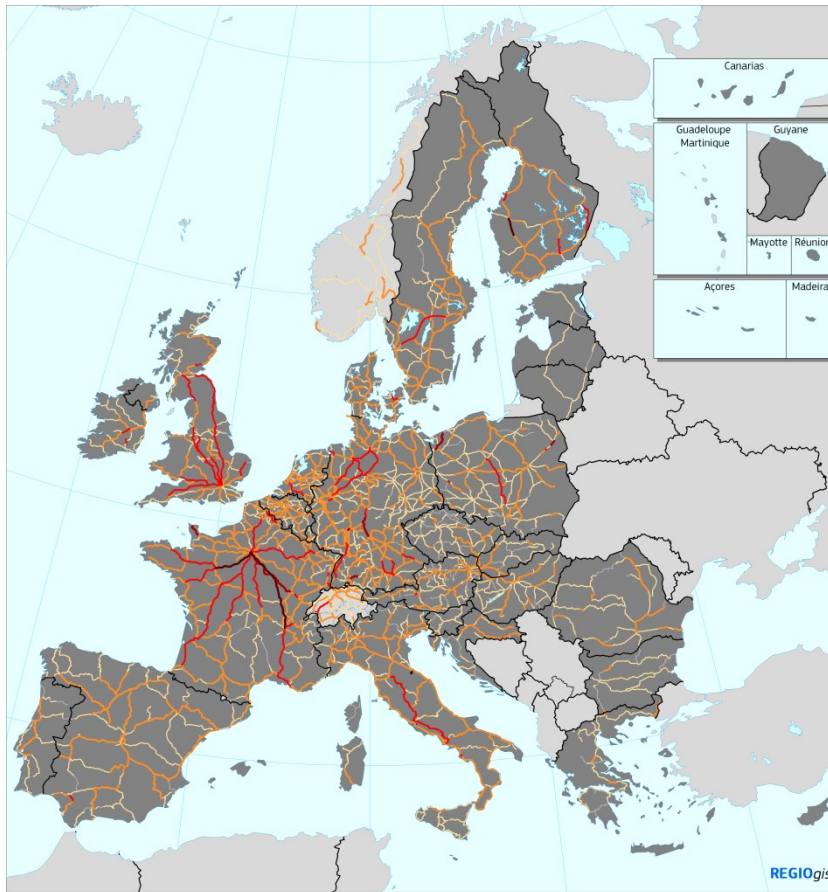 Canarias
Guadeloupe
Martinique
Guyane
Mayotte
Réunion
Açores
Madeira
REGIOgis